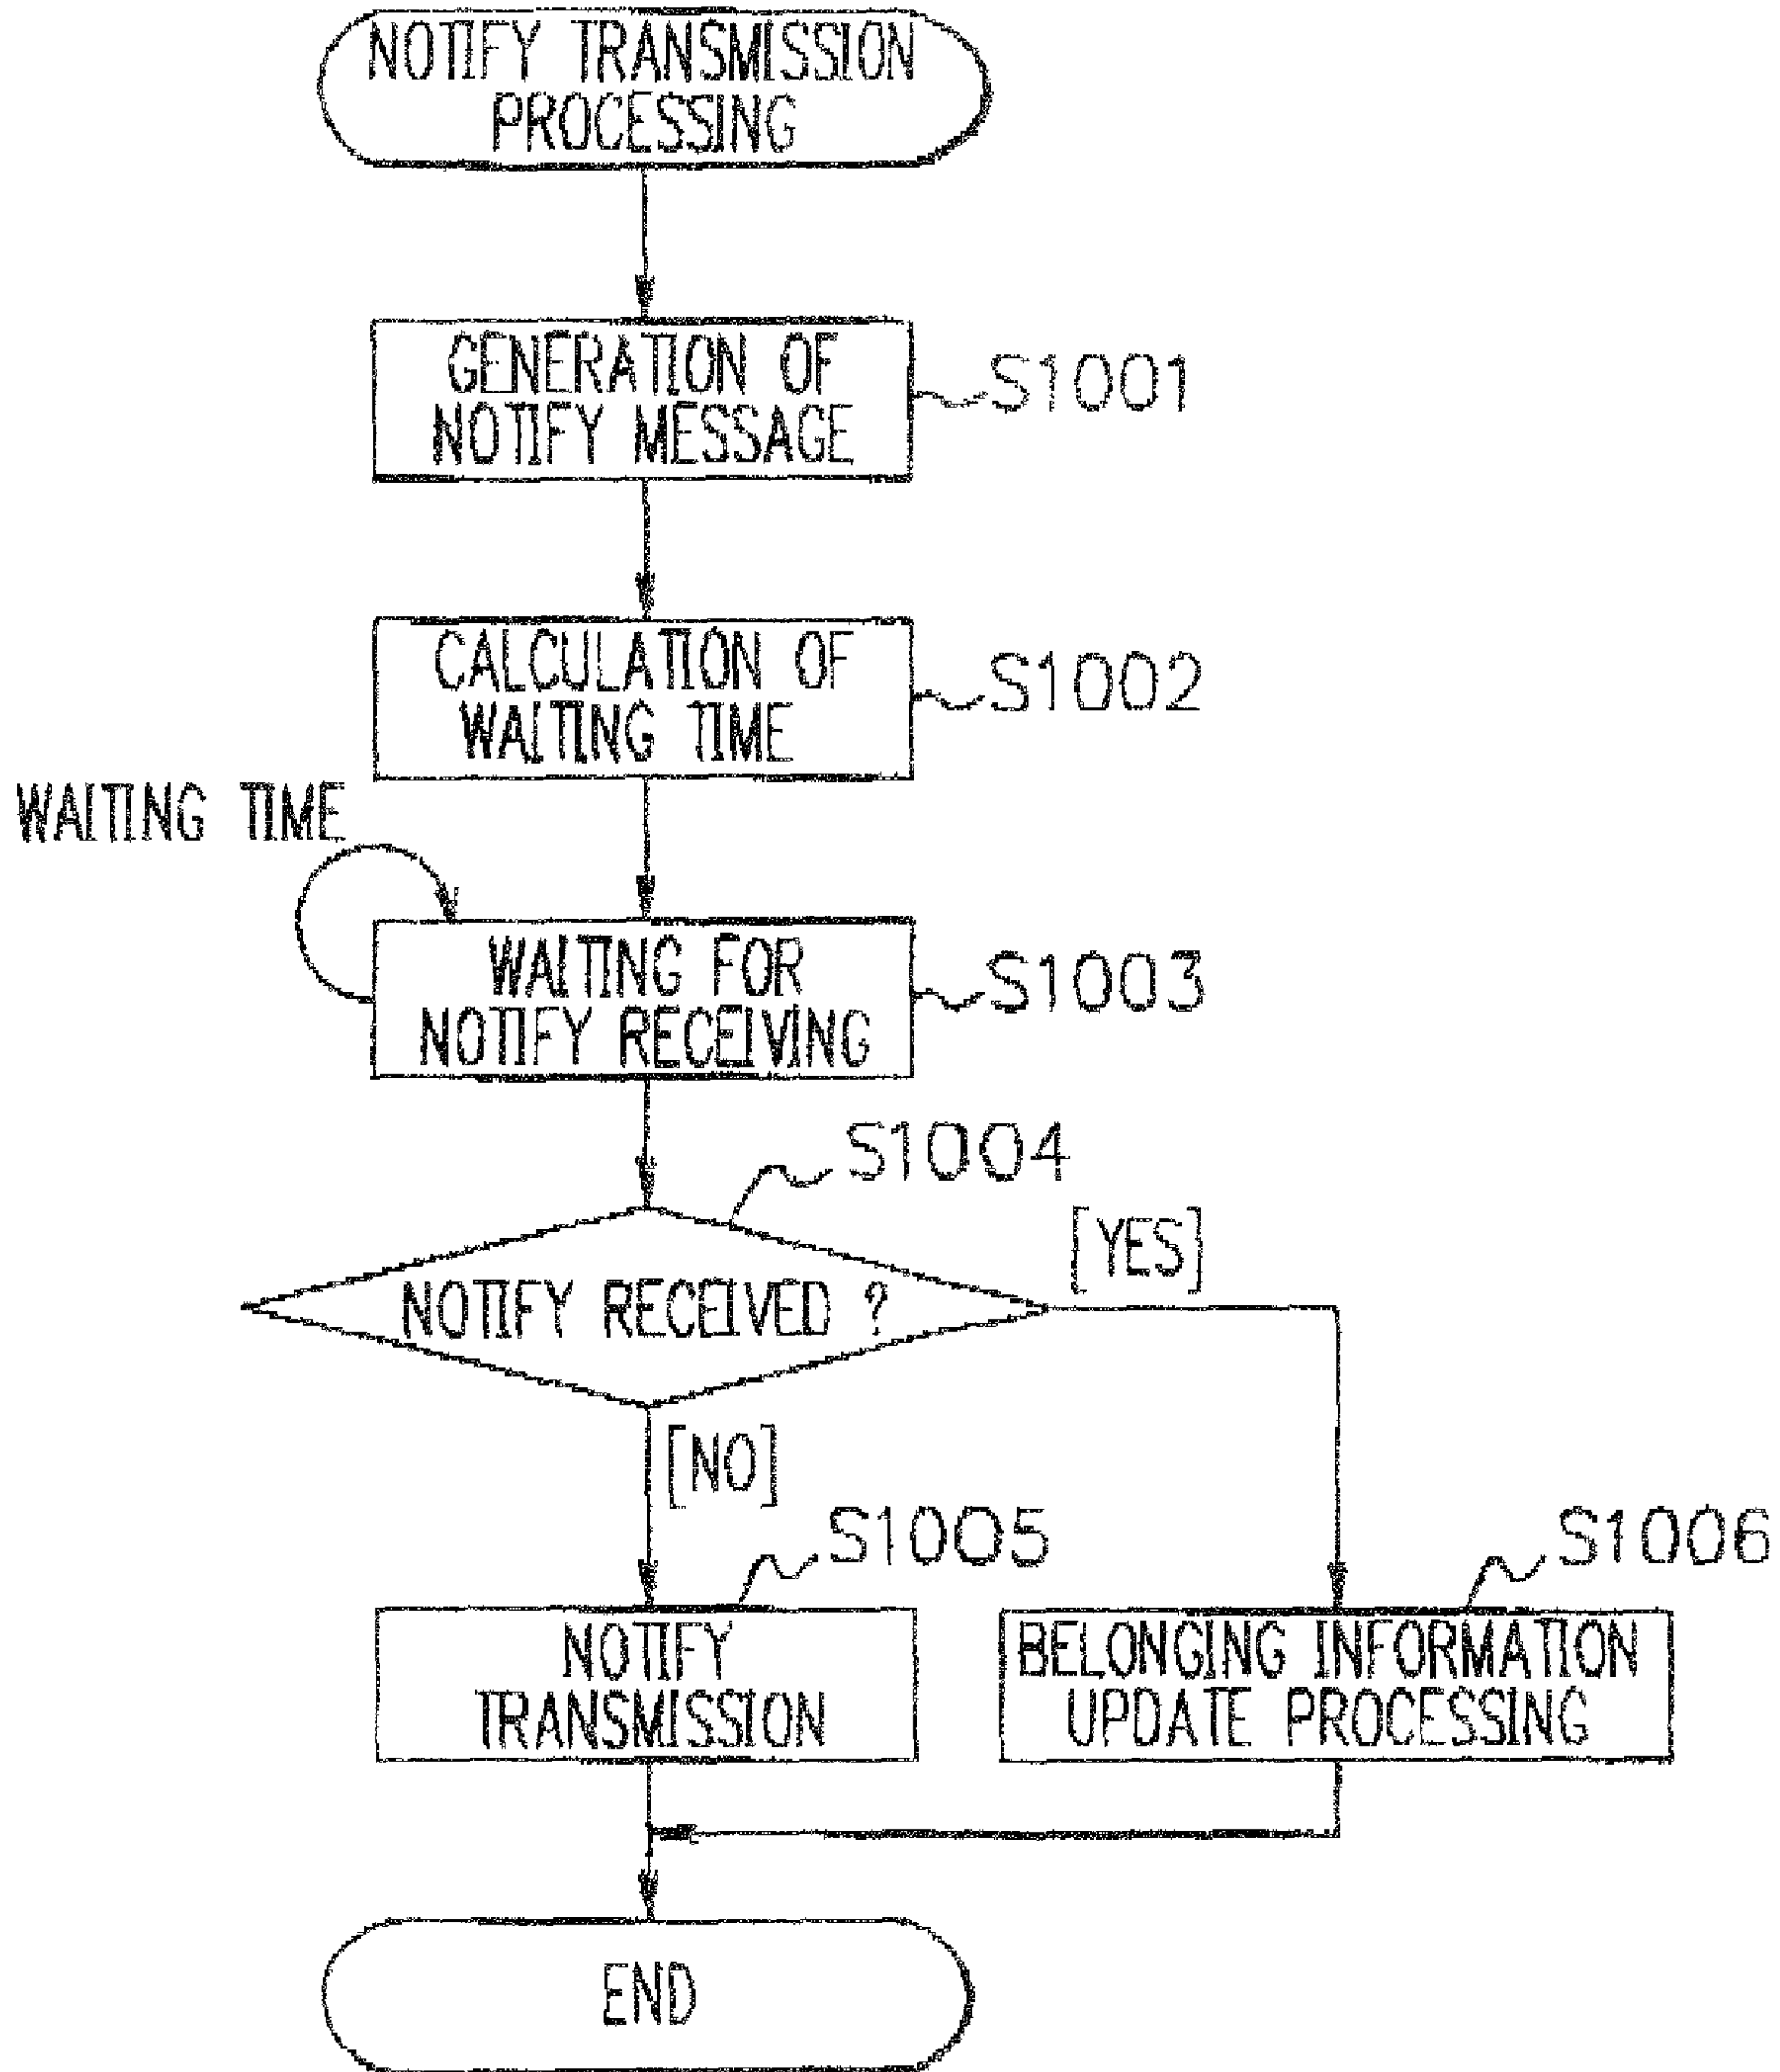 NOTIFY TRANSMISSION
PROCESSING
GENERATION OF
NOTIFY MESSAGE
S1001
CALCULATION OF
WAITING TIME
S1002
WAITING TIME
WAITING FOR
NOTIFY RECEIVING
S1003
S1004
NOTIFY RECEIVED ?
[YES]
[NO]
S1005
NOTIFY
TRANSMISSION
S1006
BELONGING INFORMATION
UPDATE PROCESSING
END